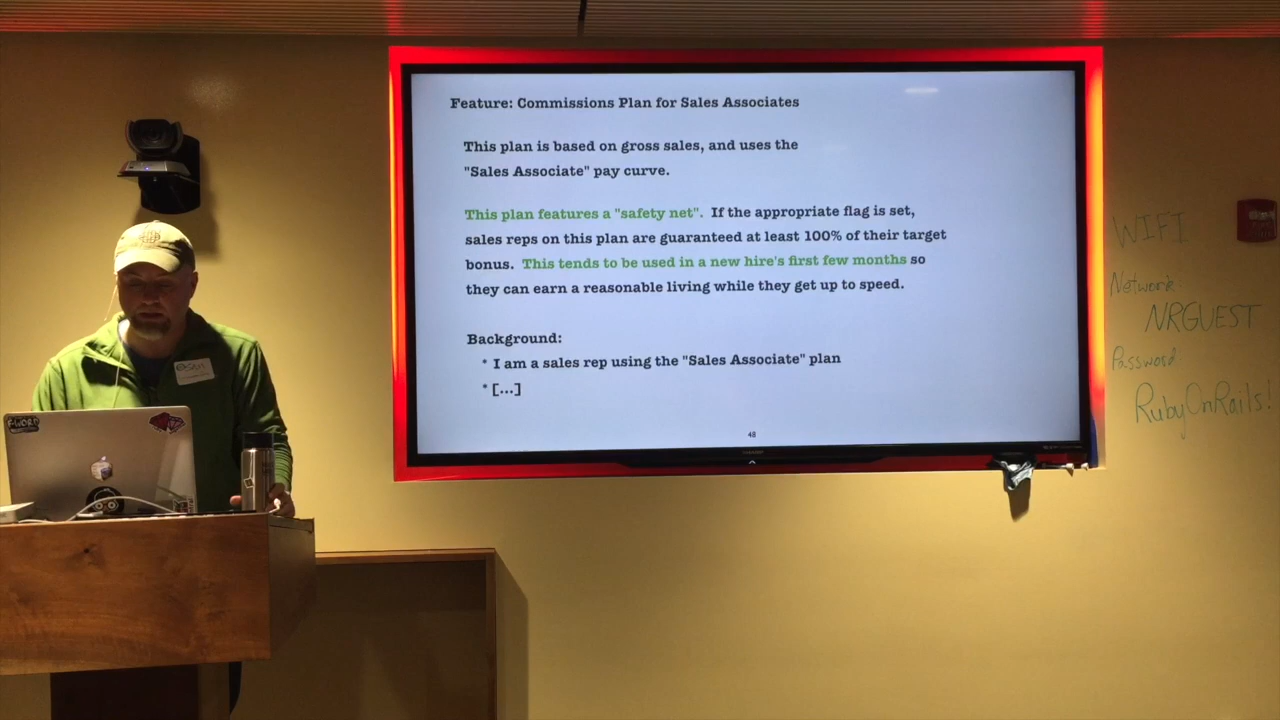 Feature: Commissions Plan for Sales Associates
This plan is based on gross sales, and uses the
"Sales Associate" pay curve.
This plan features a "safety net". If the appropriate flag is set,
sales reps on this plan are guaranteed at least 100% of their target
bonus. This tends to be used in a new hire's first few months so
they can earn a reasonable living while they get up to speed.
Background:
* I am a sales rep using the "Sales Associate" plan
* [...]
48
WIFI
Network:
NRGUEST
Password:
RubyOnRails!